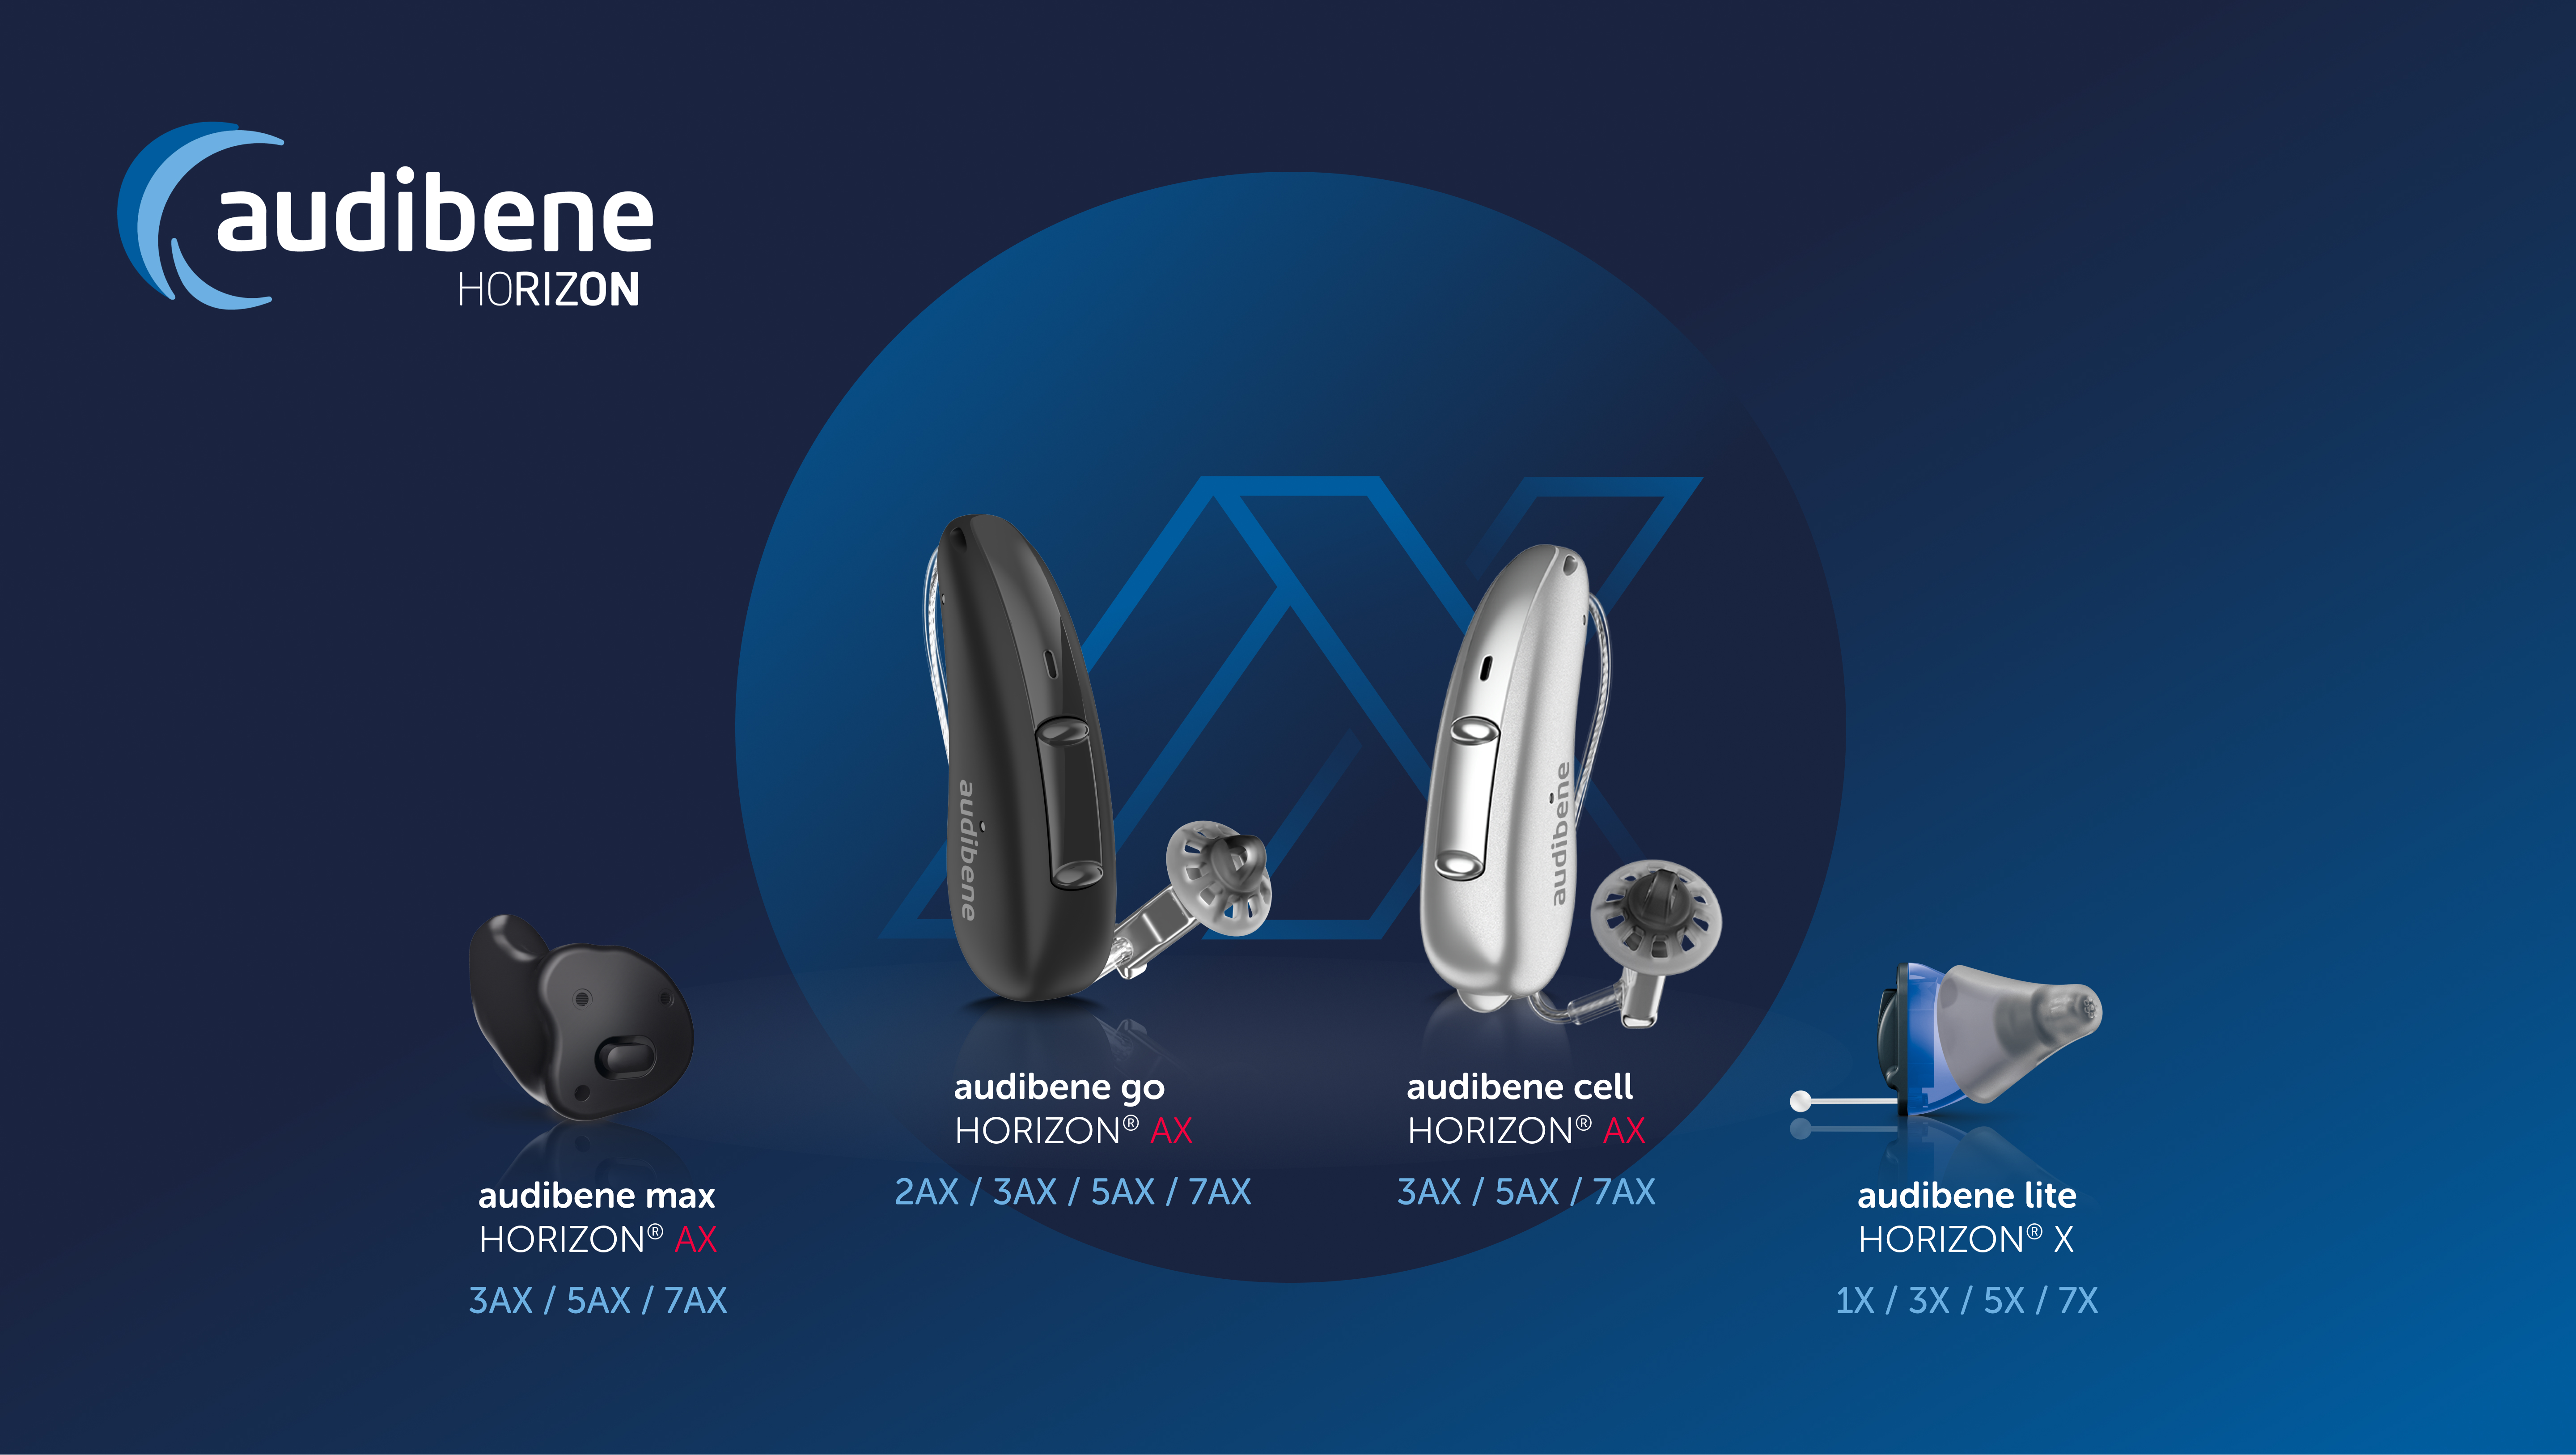 audibene
HORIZON
audibene
audibene
audibene go
HORIZON® AX
2AX / 3AX / 5AX / 7AX
audibene cell
HORIZON® AX
3AX / 5AX / 7AX
audibene max
HORIZON® AX
3AX / 5AX / 7AX
audibene lite
HORIZON® X
1X / 3X / 5X / 7X